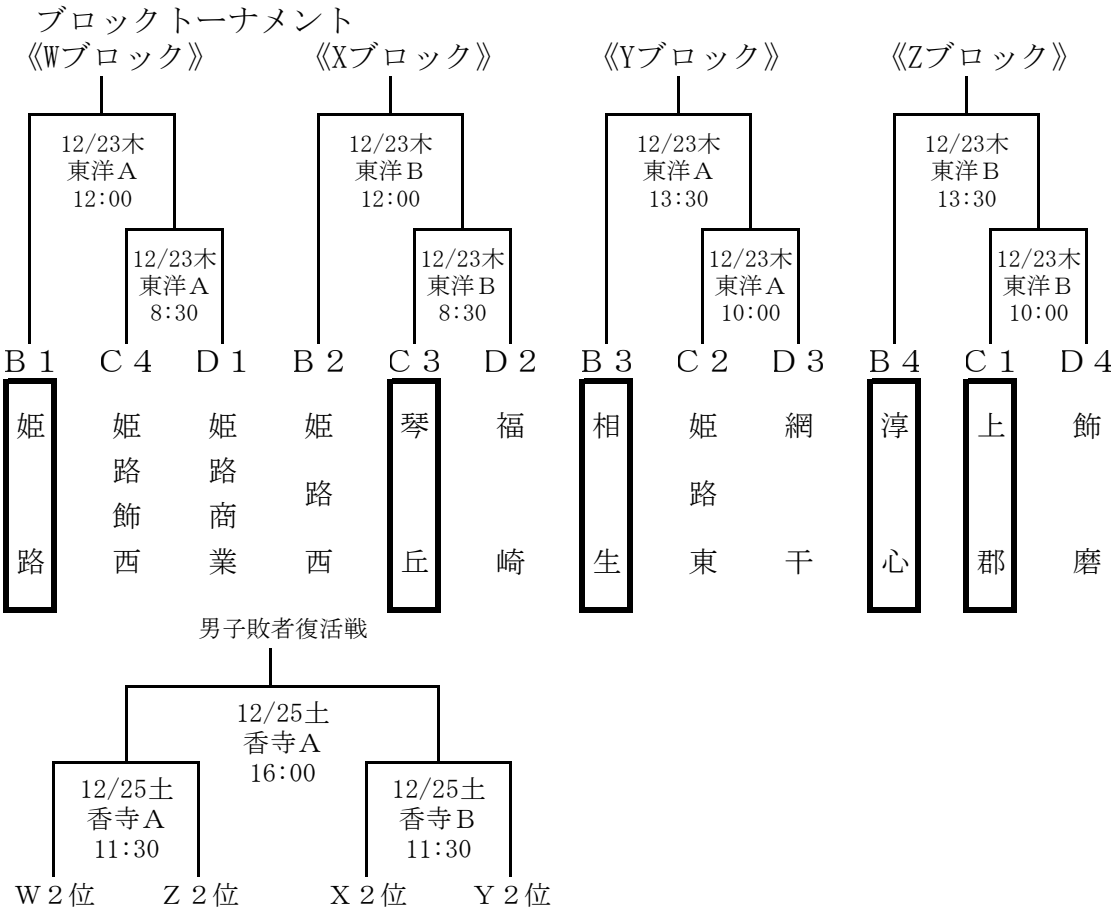 ブロックトーナメント
《Wブロック》 《Xブロック》 《Yブロック》 《Zブロック》
12/23木 12/23木 12/23木 12/23木
東洋A 東洋B 東洋A 東洋B
12:00 12:00 13:30 13:30
12/23木 12/23木 12/23木 12/23木
東洋A 東洋B 東洋A 東洋B
8:30 8:30 10:00 10:00
B1 C4 D1 B2 C3 D2 B3 C2 D3 B4 C1 D4
姫路
姫路飾西
姫路商業
姫路西
琴丘
福崎
相生
姫路東
網干
淳心
上郡
飾磨
男子敗者復活戦
12/25土
香寺A
16:00
12/25土 12/25土
香寺A 香寺B
11:30 11:30
W2位 Z2位 X2位 Y2位